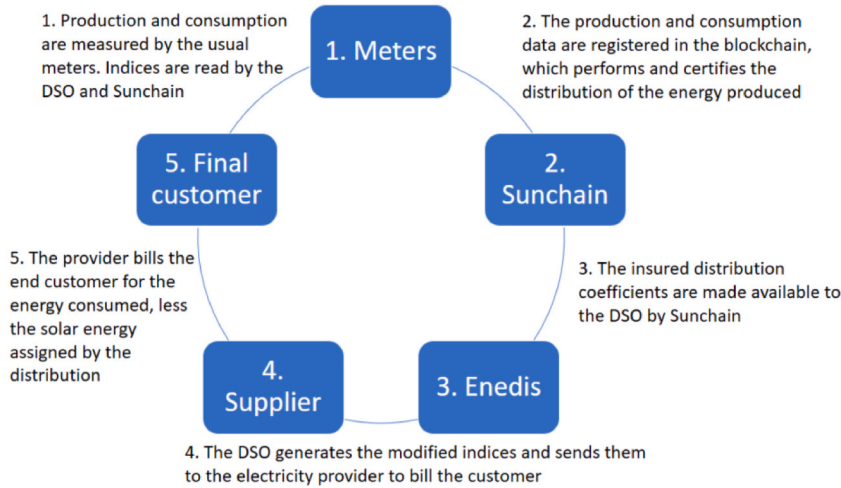 1. Production and consumption
are measured by the usual
meters. Indices are read by the
DSO and Sunchain
1. Meters
2. The production and consumption
data are registered in the blockchain,
which performs and certifies the
distribution of the energy produced
2.
Sunchain
3. The insured distribution
coefficients are made available to
the DSO by Sunchain
3. Enedis
4. The DSO generates the modified indices and sends them
to the electricity provider to bill the customer
4.
Supplier
5. The provider bills the
end customer for the
energy consumed, less
the solar energy
assigned by the
distribution
5. Final
customer